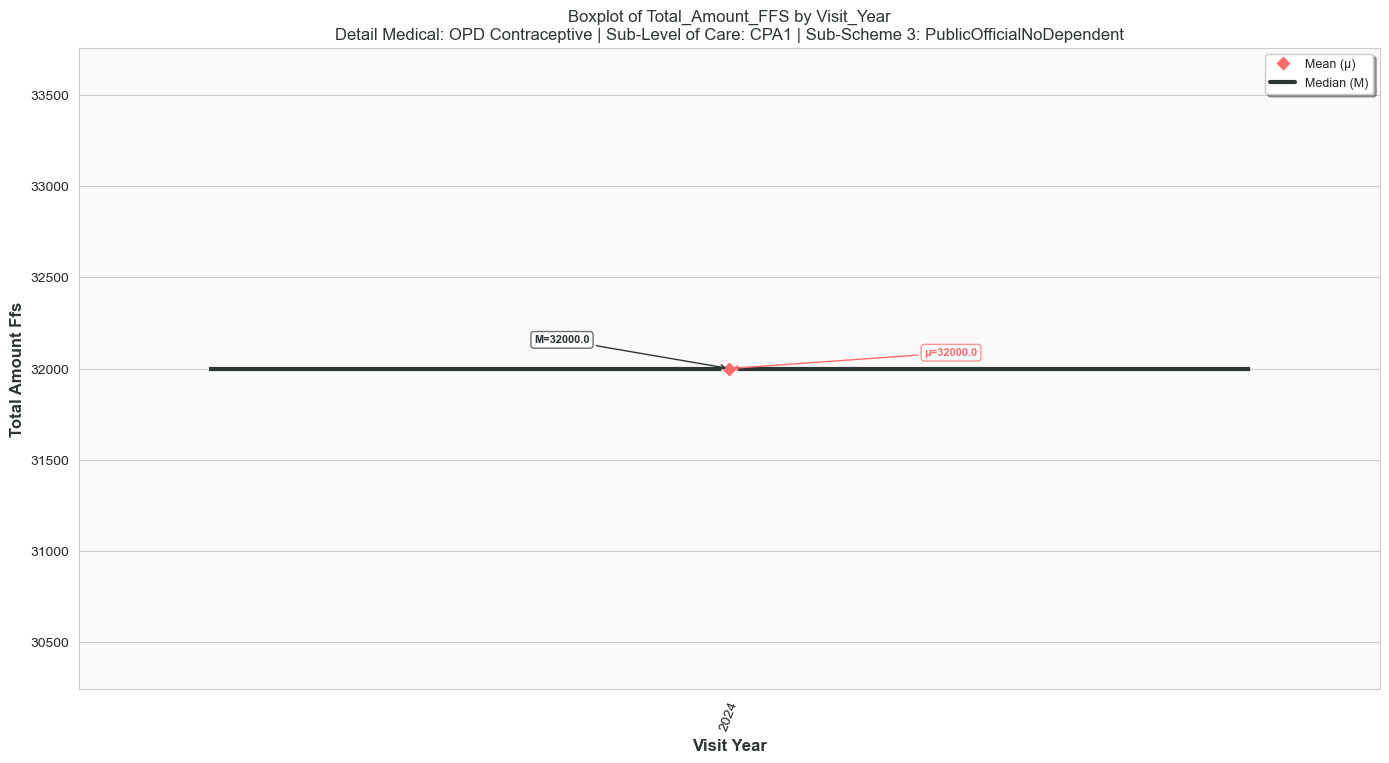 Boxplot of Total_Amount_FFS by Visit_Year
Detail Medical: OPD Contraceptive | Sub-Level of Care: CPA1 | Sub-Scheme 3: PublicOfficialNoDependent
Mean (μ)
Median (M)
33500
33000
32500
32000
31500
31000
30500
Total Amount Ffs
M=32000.0
μ=32000.0
2024
Visit Year